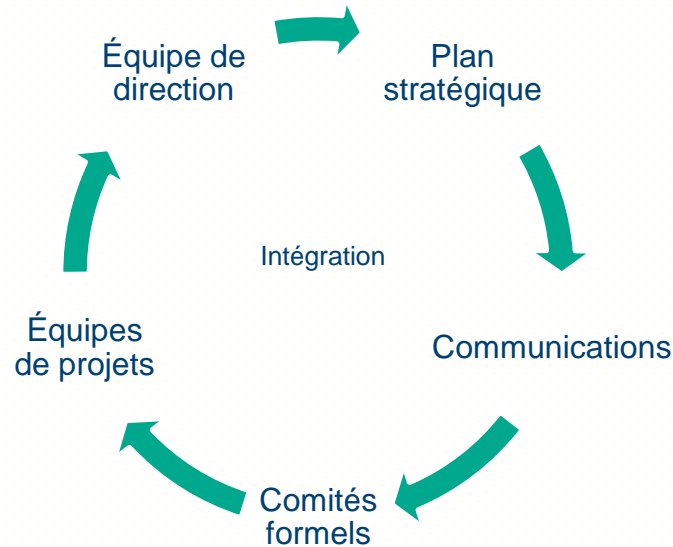 Équipe de
direction
Plan
stratégique
Intégration
Équipes
de projets
Communications
Comités
formels